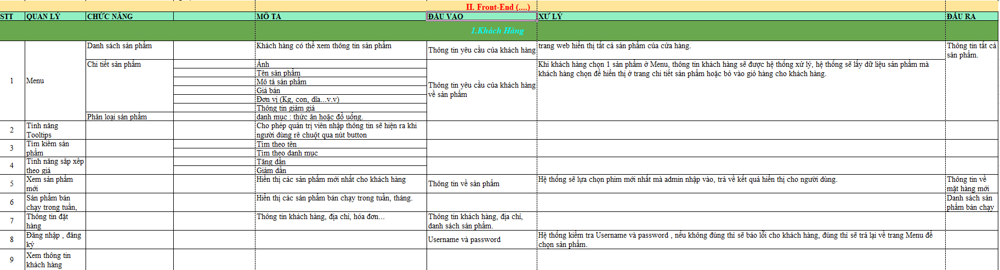 II. Front-End (....)
STT QUẢN LÝ CHỨC NĂNG MÔ TẢ ĐẦU VÀO XỬ LÝ ĐẦU RA
1.Khách Hàng
1 Menu
Danh sách sản phẩm
Khách hàng có thể xem thông tin sản phẩm
Thông tin yêu cầu của khách hàng
trang web hiển thị tất cả sản phẩm của cửa hàng.
Thông tin tất cả
sản phẩm.
Chi tiết sản phẩm
Ảnh
Tên sản phẩm
Mô tả sản phẩm
Giá bán
Đơn vị (Kg, con, đĩa...v.v)
Thông tin giảm giá
Thông tin yêu cầu của khách hàng
về sản phẩm
Khi khách hàng chọn 1 sản phẩm ở Menu, thông tin khách hàng sẽ được hệ thống xử lý, hệ thống sẽ lấy dữ liệu sản phẩm mà
khách hàng chọn để hiển thị ở trang chi tiết sản phẩm hoặc bỏ vào giỏ hàng cho khách hàng.
Phân loại sản phẩm
danh mục : thức ăn hoặc đồ uống.
2
Tính năng
Tooltips
Cho phép quản trị viên nhập thông tin sẽ hiện ra khi
người dùng rê chuột qua nút button
3
Tìm kiếm sản
phẩm
Tìm theo tên
Tìm theo danh mục
4
Tính năng sắp xếp
theo giá
Tăng dần
Giảm dần
5
Xem sản phẩm
mới
Hiển thị các sản phẩm mới nhất cho khách hàng
Thông tin về sản phẩm
Hệ thống sẽ lựa chọn phim mới nhất mà admin nhập vào, trả về kết quả hiển thị cho người dùng.
Thông tin về
mặt hàng mới
6
Sản phẩm bán
chạy trong tuần,
Hiển thị các sản phẩm bán chạy trong tuần, tháng.
Danh sách sản
phẩm bán chạy
7
Thông tin đặt
hàng
Thông tin khách hàng, địa chỉ, hóa đơn...
Thông tin khách hàng, địa chỉ,
danh sách sản phẩm.
8
Đăng nhập , đăng
ký
Username và password
Hệ thống kiểm tra Username và password , nếu không đúng thì sẽ báo lỗi cho khách hàng, đúng thì sẽ trả lại về trang Menu để
chọn sản phẩm.
9
Xem thông tin
khách hàng